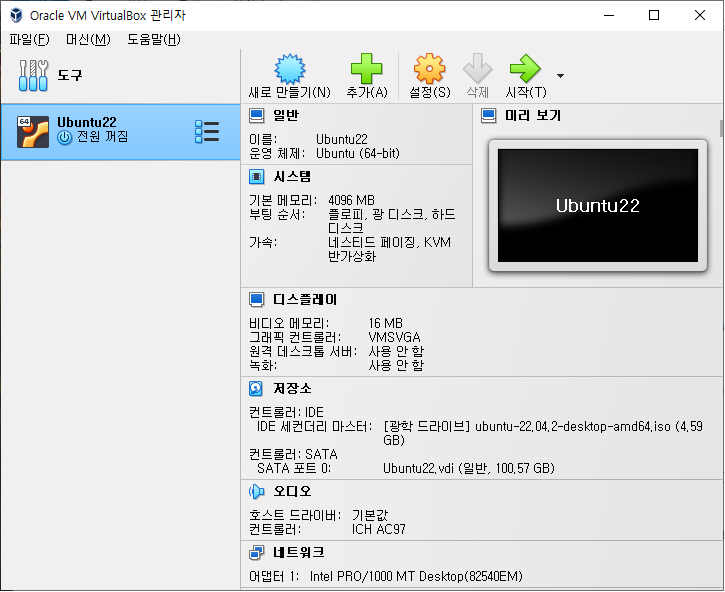 Oracle VM VirtualBox 관리자
파일(F) 머신(M) 도움말(H)
도구
새로 만들기(N) 추가(A) 설정(S) 삭제 시작(T)
64
Ubuntu22
전원 꺼짐
일반
이름: Ubuntu22
운영 체제: Ubuntu (64-bit)
미리 보기
Ubuntu22
시스템
기본 메모리: 4096 MB
부팅 순서: 플로피, 광 디스크, 하드
디스크
가속: 네스티드 페이징, KVM
반가상화
디스플레이
비디오 메모리: 16 MB
그래픽 컨트롤러: VMSVGA
원격 데스크톱 서버: 사용 안 함
녹화: 사용 안 함
저장소
컨트롤러: IDE
IDE 세컨더리 마스터: [광학 드라이브] ubuntu-22.04.2-desktop-amd64.iso (4.59
GB)
컨트롤러: SATA
SATA 포트 0: Ubuntu22.vdi (일반, 100.57 GB)
오디오
호스트 드라이버: 기본값
컨트롤러: ICH AC97
네트워크
어댑터 1: Intel PRO/1000 MT Desktop(82540EM)